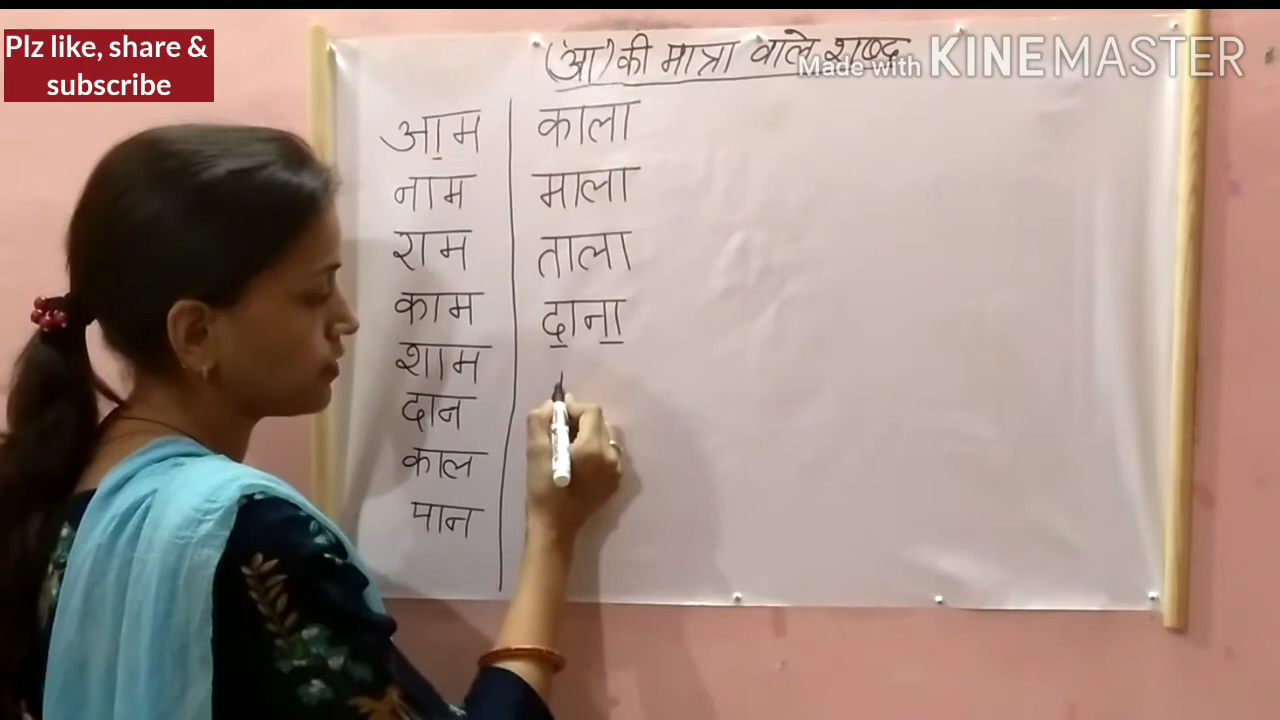 Plz like, share &
subscribe
('आ') की मात्रा वाले शब्द
Made with KINEMASTER
आम
नाम
राम
काम
शाम
दान
काल
पान
काला
माला
ताला
दाना